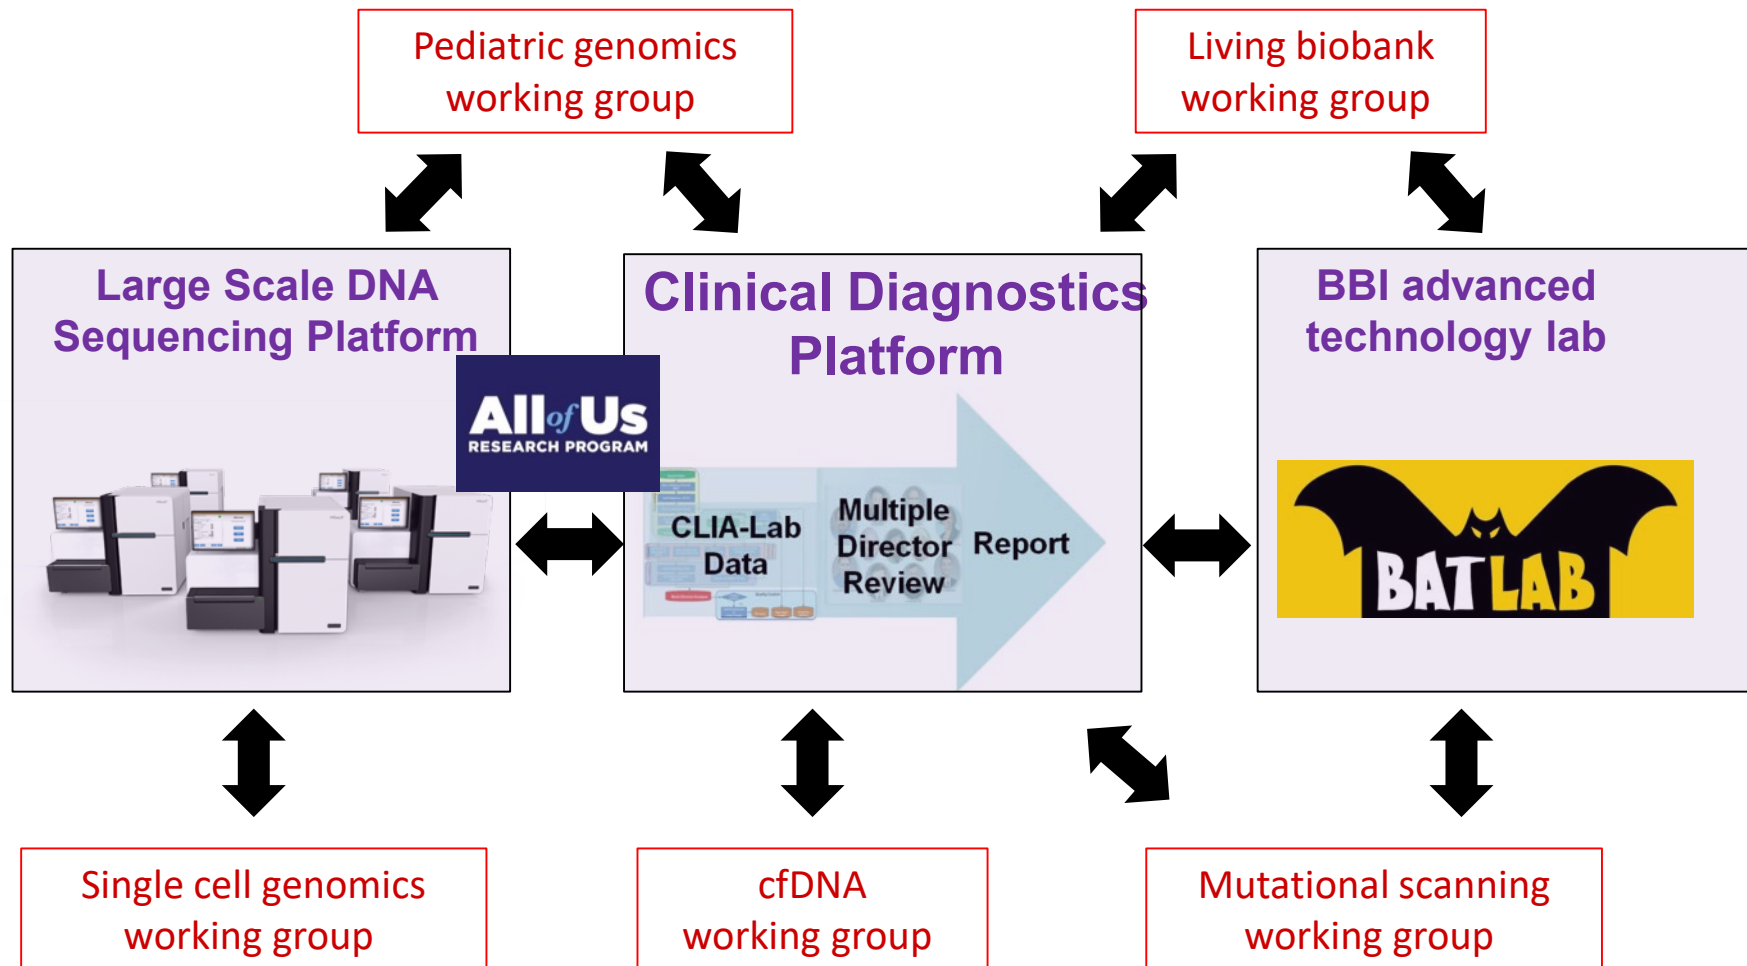 Pediatric genomics
working group
Living biobank
working group
Large Scale DNA
Sequencing Platform
Clinical Diagnostics
Platform
BBI advanced
technology lab
All of Us
RESEARCH PROGRAM
CLIA-Lab
Data
Multiple
Director
Review
Report
BATLAB
Single cell genomics
working group
cfDNA
working group
Mutational scanning
working group